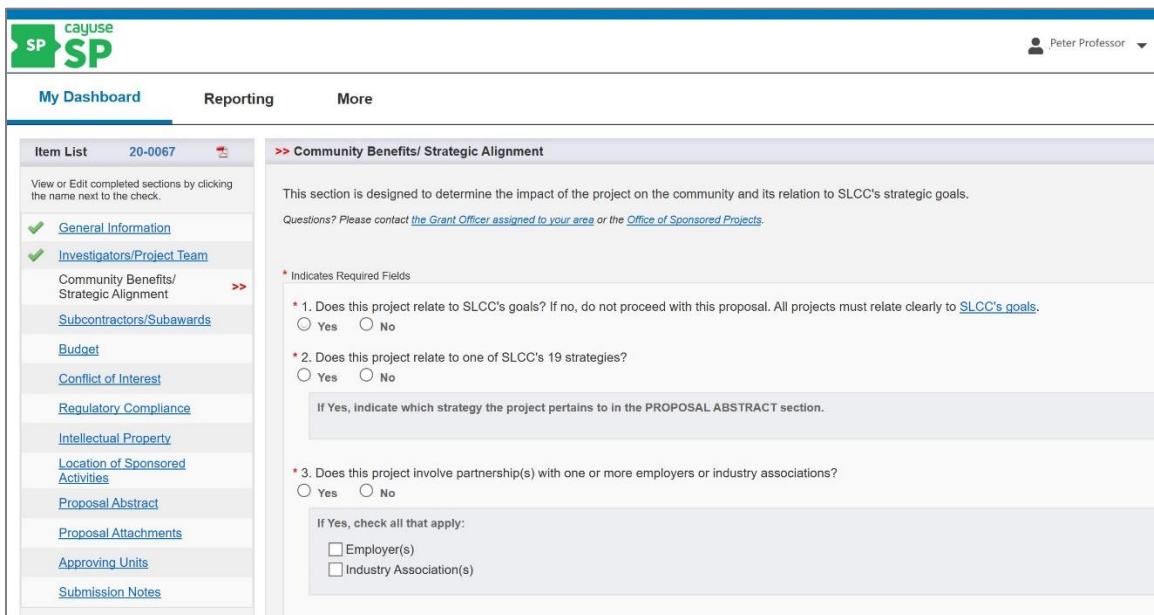 SP
cayuse
SP
Peter Professor
My Dashboard Reporting More
Item List 20-0067
View or Edit completed sections by clicking
the name next to the check.
General Information
Investigators/Project Team
Community Benefits/
Strategic Alignment >>
Subcontractors/Subawards
Budget
Conflict of Interest
Regulatory Compliance
Intellectual Property
Location of Sponsored
Activities
Proposal Abstract
Proposal Attachments
Approving Units
Submission Notes
>> Community Benefits/ Strategic Alignment
This section is designed to determine the impact of the project on the community and its relation to SLCC's strategic goals.
Questions? Please contact the Grant Officer assigned to your area or the Office of Sponsored Projects.
* Indicates Required Fields
* 1. Does this project relate to SLCC's goals? If no, do not proceed with this proposal. All projects must relate clearly to SLCC's goals.
Yes No
* 2. Does this project relate to one of SLCC's 19 strategies?
Yes No
If Yes, indicate which strategy the project pertains to in the PROPOSAL ABSTRACT section.
* 3. Does this project involve partnership(s) with one or more employers or industry associations?
Yes No
If Yes, check all that apply:
Employer(s)
Industry Association(s)